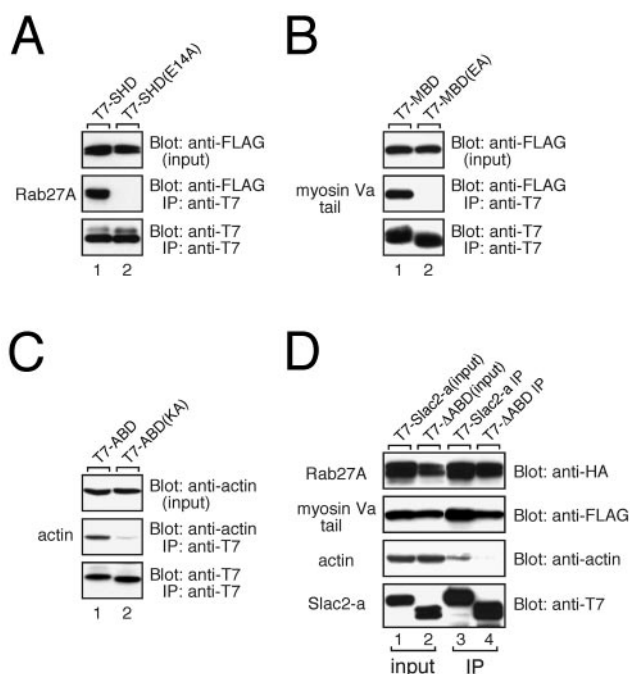 A
T7-SHD
T7-SHD(E14A)
Blot: anti-FLAG
(input)
Rab27A
Blot: anti-FLAG
IP: anti-T7
Blot: anti-T7
IP: anti-T7
1 2
B
T7-MBD
T7-MBD(EA)
Blot: anti-FLAG
(input)
myosin Va
tail
Blot: anti-FLAG
IP: anti-T7
Blot: anti-T7
IP: anti-T7
1 2
C
T7-ABD
T7-ABD(KA)
Blot: anti-actin
(input)
actin
Blot: anti-actin
IP: anti-T7
Blot: anti-T7
IP: anti-T7
1 2
D
T7-Slac2-a(input)
T7-ΔABD(input)
T7-Slac2-a IP
T7-ΔABD IP
Rab27A Blot: anti-HA
myosin Va
tail
Blot: anti-FLAG
actin Blot: anti-actin
Slac2-a Blot: anti-T7
1 2 3 4
input IP